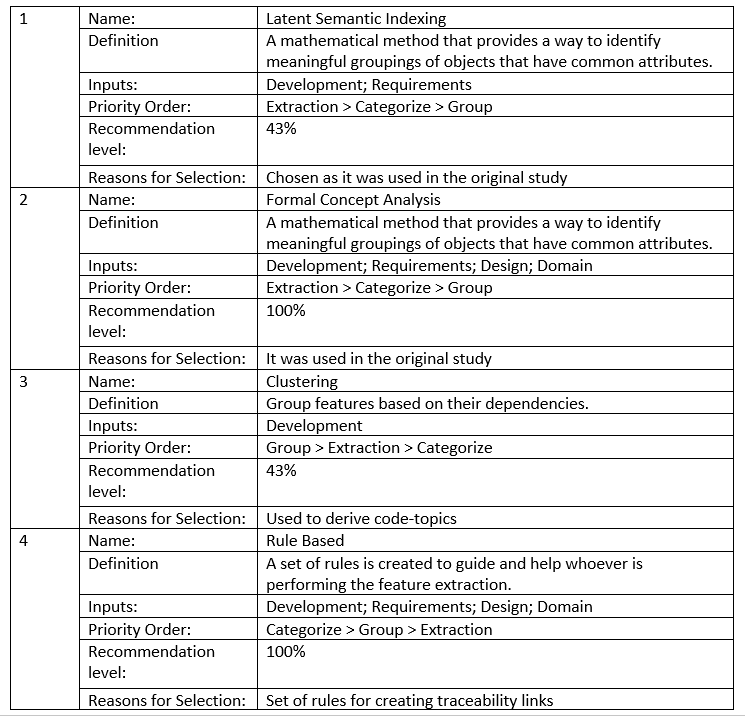 1 Name: Latent Semantic Indexing
Definition A mathematical method that provides a way to identify
meaningful groupings of objects that have common attributes.
Inputs: Development; Requirements
Priority Order: Extraction > Categorize > Group
Recommendation 43%
level:
Reasons for Selection: Chosen as it was used in the original study
2 Name: Formal Concept Analysis
Definition A mathematical method that provides a way to identify
meaningful groupings of objects that have common attributes.
Inputs: Development; Requirements; Design; Domain
Priority Order: Extraction > Categorize > Group
Recommendation 100%
level:
Reasons for Selection: It was used in the original study
3 Name: Clustering
Definition Group features based on their dependencies.
Inputs: Development
Priority Order: Group > Extraction > Categorize
Recommendation 43%
level:
Reasons for Selection: Used to derive code-topics
4 Name: Rule Based
Definition A set of rules is created to guide and help whoever is
performing the feature extraction.
Inputs: Development; Requirements; Design; Domain
Priority Order: Categorize > Group > Extraction
Recommendation 100%
level:
Reasons for Selection: Set of rules for creating traceability links